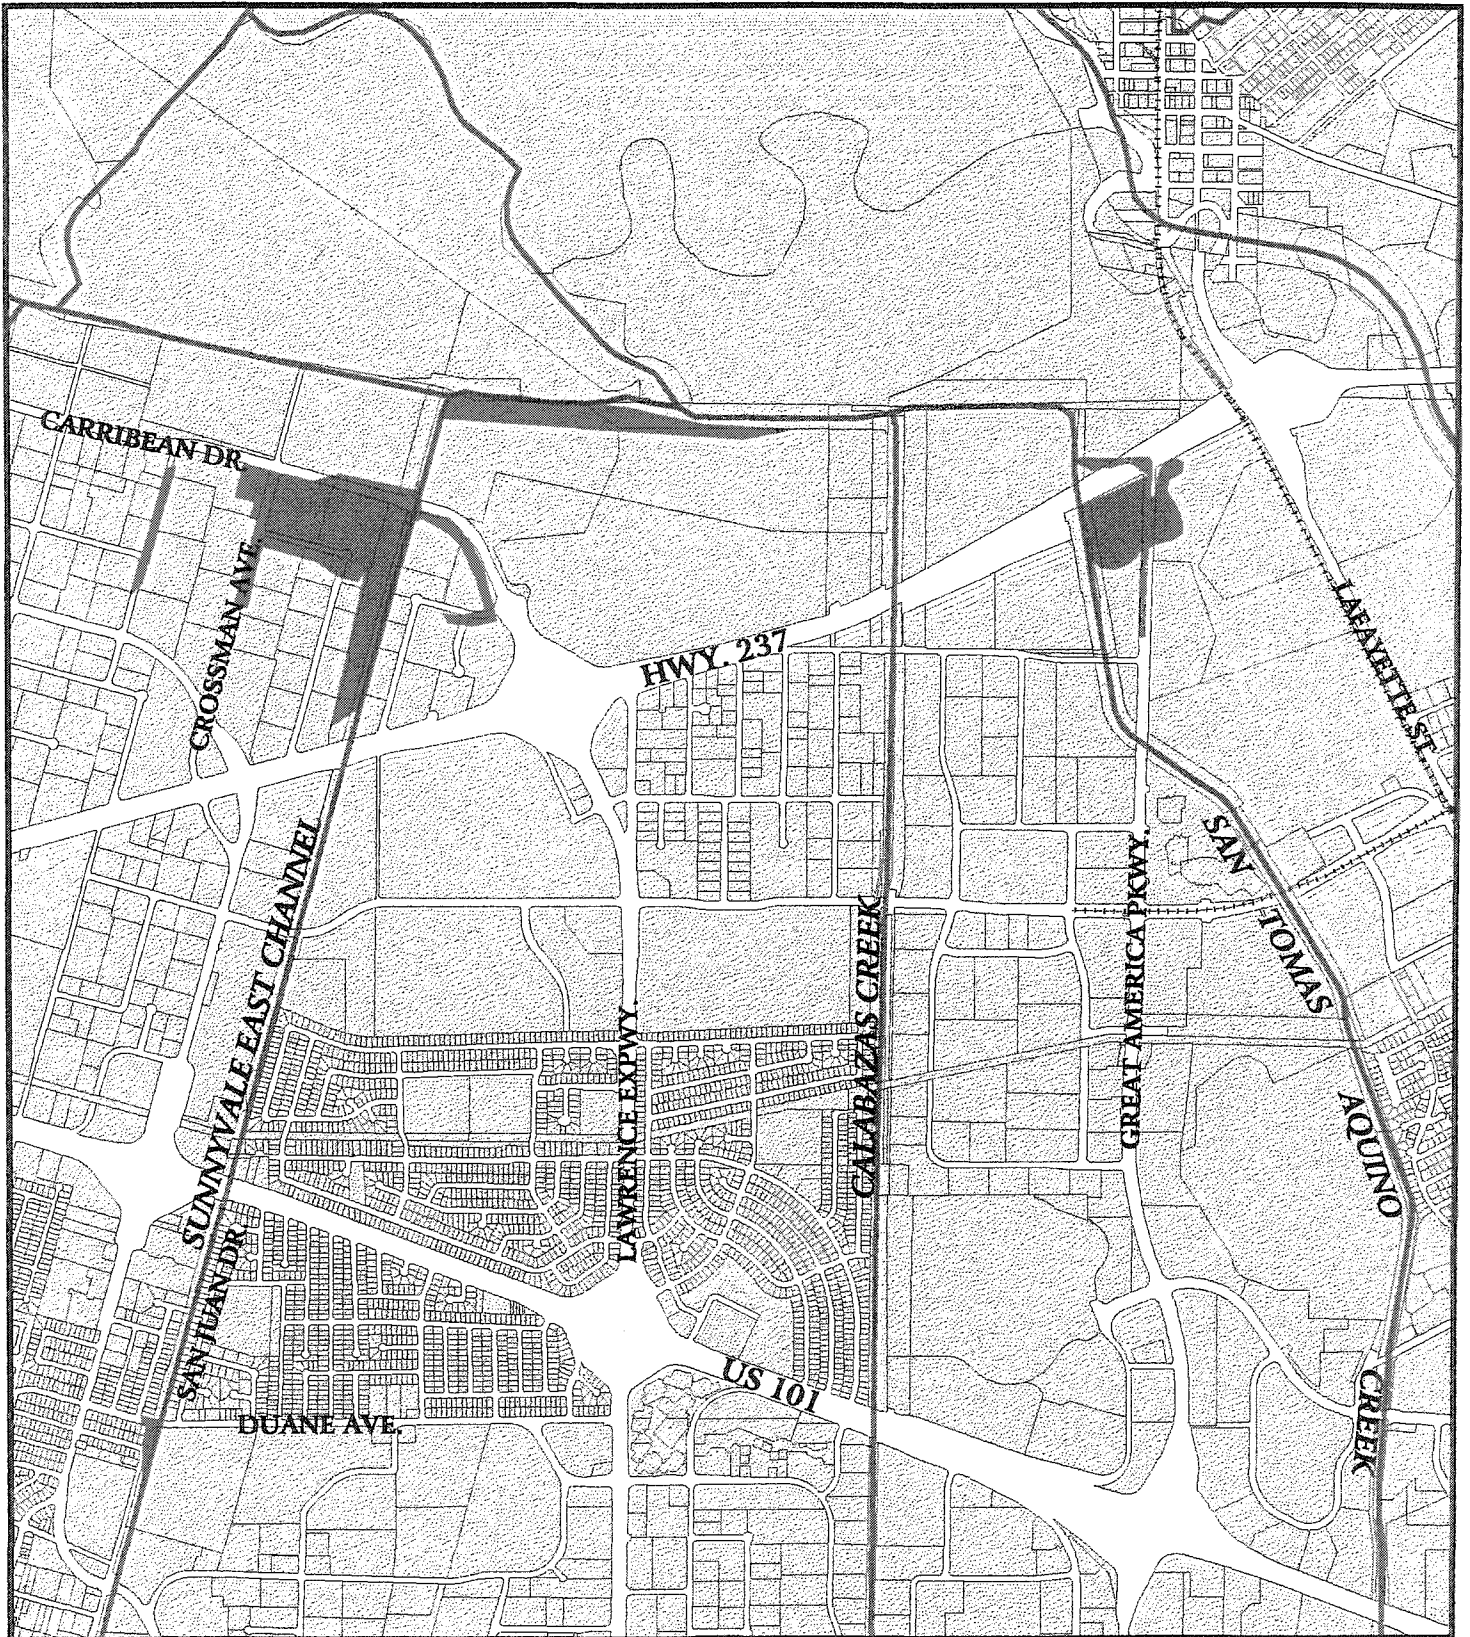 CARRIBEAN DR.
CROSSMAN AVE.
HWY. 237
LAFAYETTE ST.
SUNNYVALE EAST CHANNEL
SAN JUAN DR.
DUANE AVE.
LAWRENCE EXPWY.
US 101
CALABAZAS CREEK
GREAT AMERICA PKWY.
SAN
TOMAS
AQUINO
CREEK